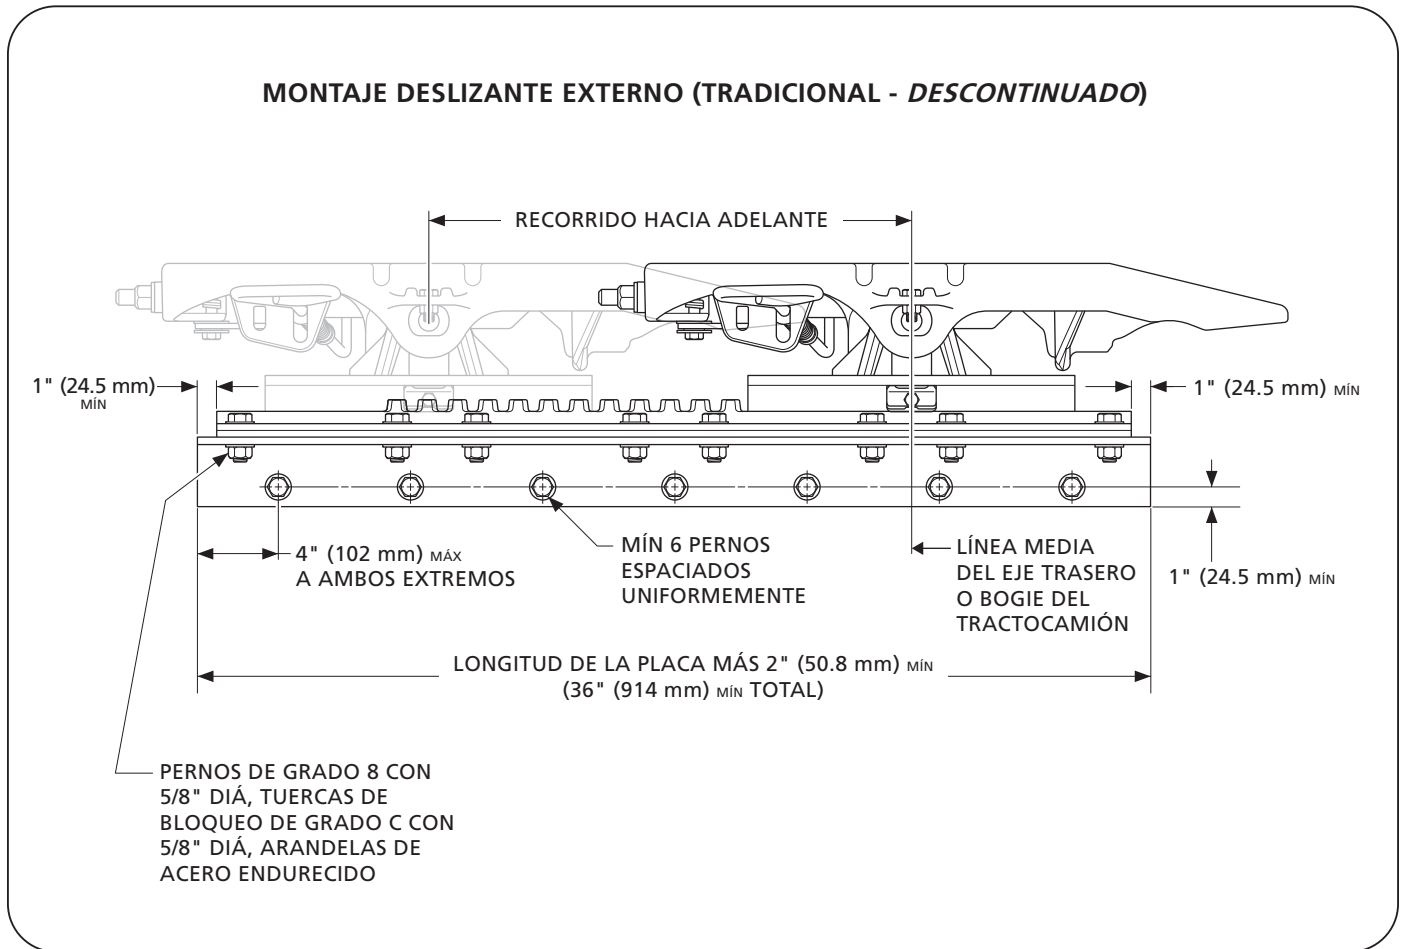 MONTAJE DESLIZANTE EXTERNO (TRADICIONAL - DESCONTINUADO)
RECORRIDO HACIA ADELANTE
1" (24.5 mm)
MÍN
1" (24.5 mm) MÍN
4" (102 mm) MÁX
A AMBOS EXTREMOS
MÍN 6 PERNOS
ESPACIADOS
UNIFORMEMENTE
LÍNEA MEDIA
DEL EJE TRASERO
O BOGIE DEL
TRACTOCAMIÓN
1" (24.5 mm) MÍN
LONGITUD DE LA PLACA MÁS 2" (50.8 mm) MÍN
(36" (914 mm) MÍN TOTAL)
PERNOS DE GRADO 8 CON
5/8" DIÁ, TUERCAS DE
BLOQUEO DE GRADO C CON
5/8" DIÁ, ARANDELAS DE
ACERO ENDURECIDO